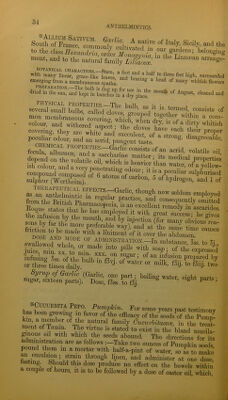 34
ANTHELMINTICS
ALLIUM SATIVUM. Garlic. A native of Italy, Sicily, and the
South of France, commonly cultivated in our gardens; belonging
to the class Hexandria, order Monogynia, in the Linnæan arrange-
ment, and to the natural family Liliaceæ.
BOTANICAL CHARACTERS.—Stem, a foot and a half to three feet high, surrounded
with many linear, grass-like leaves, and bearing a head of many whitish flowers
emerging from a membranous spatha.
PREPARATION.—The bulb is dug up for use in the month of August, cleaned and
dried in the sun, and kept in bunches in a dry place.
PHYSICAL PROPERTIES.—The bulb, as it is termed, consists of
several small bulbs, called cloves, grouped together within a com-
mon membranous covering, which, when dry, is of a dirty whitish
colour, and withered aspect; the cloves have each their proper
covering, they are white and succulent, of a strong, disagreeable,
peculiar odour, and an acrid, pungent taste.
CHEMICAL PROPERTIES.—Garlic consists of an acrid, volatile oil,
fecula, albumen, and a saccharine matter; its medical properties
depend on the volatile oil, which is heavier than water, of a yellow-
ish colour, and a very penetrating odour; it is a peculiar sulphurised
compound composed of 6 atoms of carbon, 5 of hydrogen, and 1 of
sulphur (Wertheim).
THERAPEUTICAL EFFECTS.—Garlic, though now seldom employed
as an anthelmintic in regular practice, and consequently omitted
from the British Pharmacopœia, is an excellent remedy in ascarides.
Roque states that he has employed it with great success; he gives
the infusion by the mouth, and by injection (for many obvious rea-
sons by far the more preferable way), and at the same time causes
friction to be made with a liniment of it over the abdomen.
DOSE AND MODE OF ADMINISTRATION.—In substance,
swallowed whole, or made into pills with soap; of the expressed
juice, on sugar; of an infusion prepared by
infusing of the bulb in of water or milk, two
or three times daily.
Syrup of Garlic (Garlic, one part; boiling water, eight parts;
sugar, sixteen parts). Dose,
CUCURBITA PEPO. Pumpkin. For some years past testimony
has been growing in favor of the efficacy of the seeds of the Pump-
kin, a member of the natural family Cucurbitaceæ, in the treat-
ment of Tænia. The virtue is stated to exist in the bland mucila-
ginous oil with which the seeds abound. The directions for its
administration are as follows:—Take two ounces of Pumpkin seeds,
pound them in a mortar with half-a-pint of water, so as to make
an emulsion; strain through linen, and administer at one dose,
fasting. Should this dose produce no effect on the bowels within
a couple of hours, it is to be followed by a dose of castor oil, which,